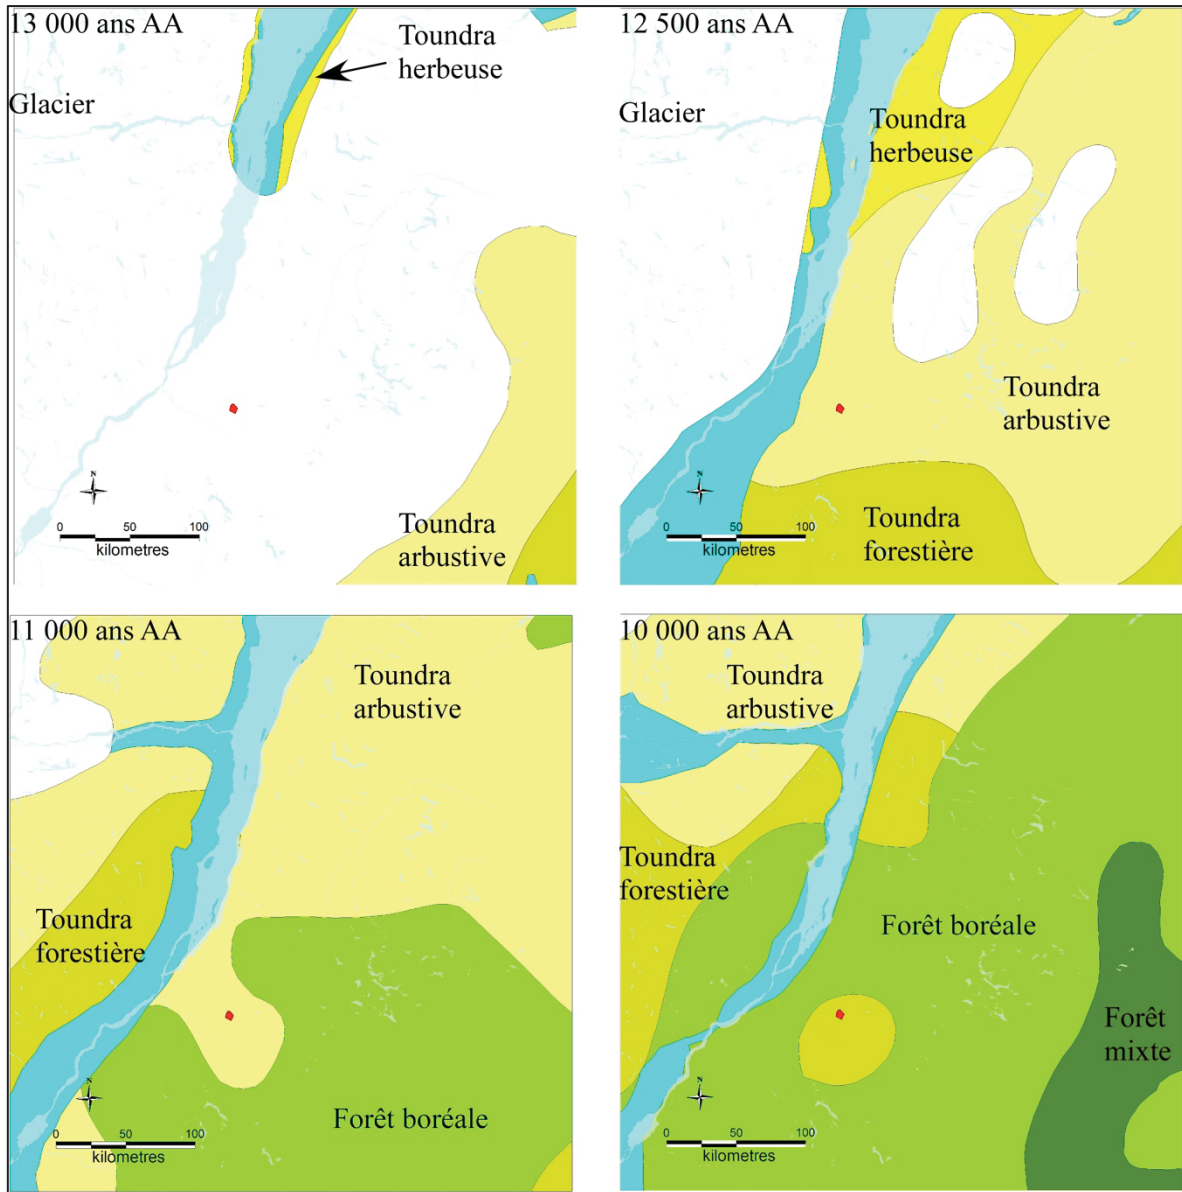 13 000 ans AA
Toundra
herbeuse
Glacier
Toundra
arbustive
N
0 50 100
kilometres
12 500 ans AA
Glacier
Toundra
herbeuse
Toundra
arbustive
Toundra
forestière
N
0 50 100
kilometres
11 000 ans AA
Toundra
arbustive
Toundra
forestière
Forêt boréale
N
0 50 100
kilometres
10 000 ans AA
Toundra
arbustive
Toundra
forestière
Forêt boréale
Forêt
mixte
N
0 50 100
kilometres